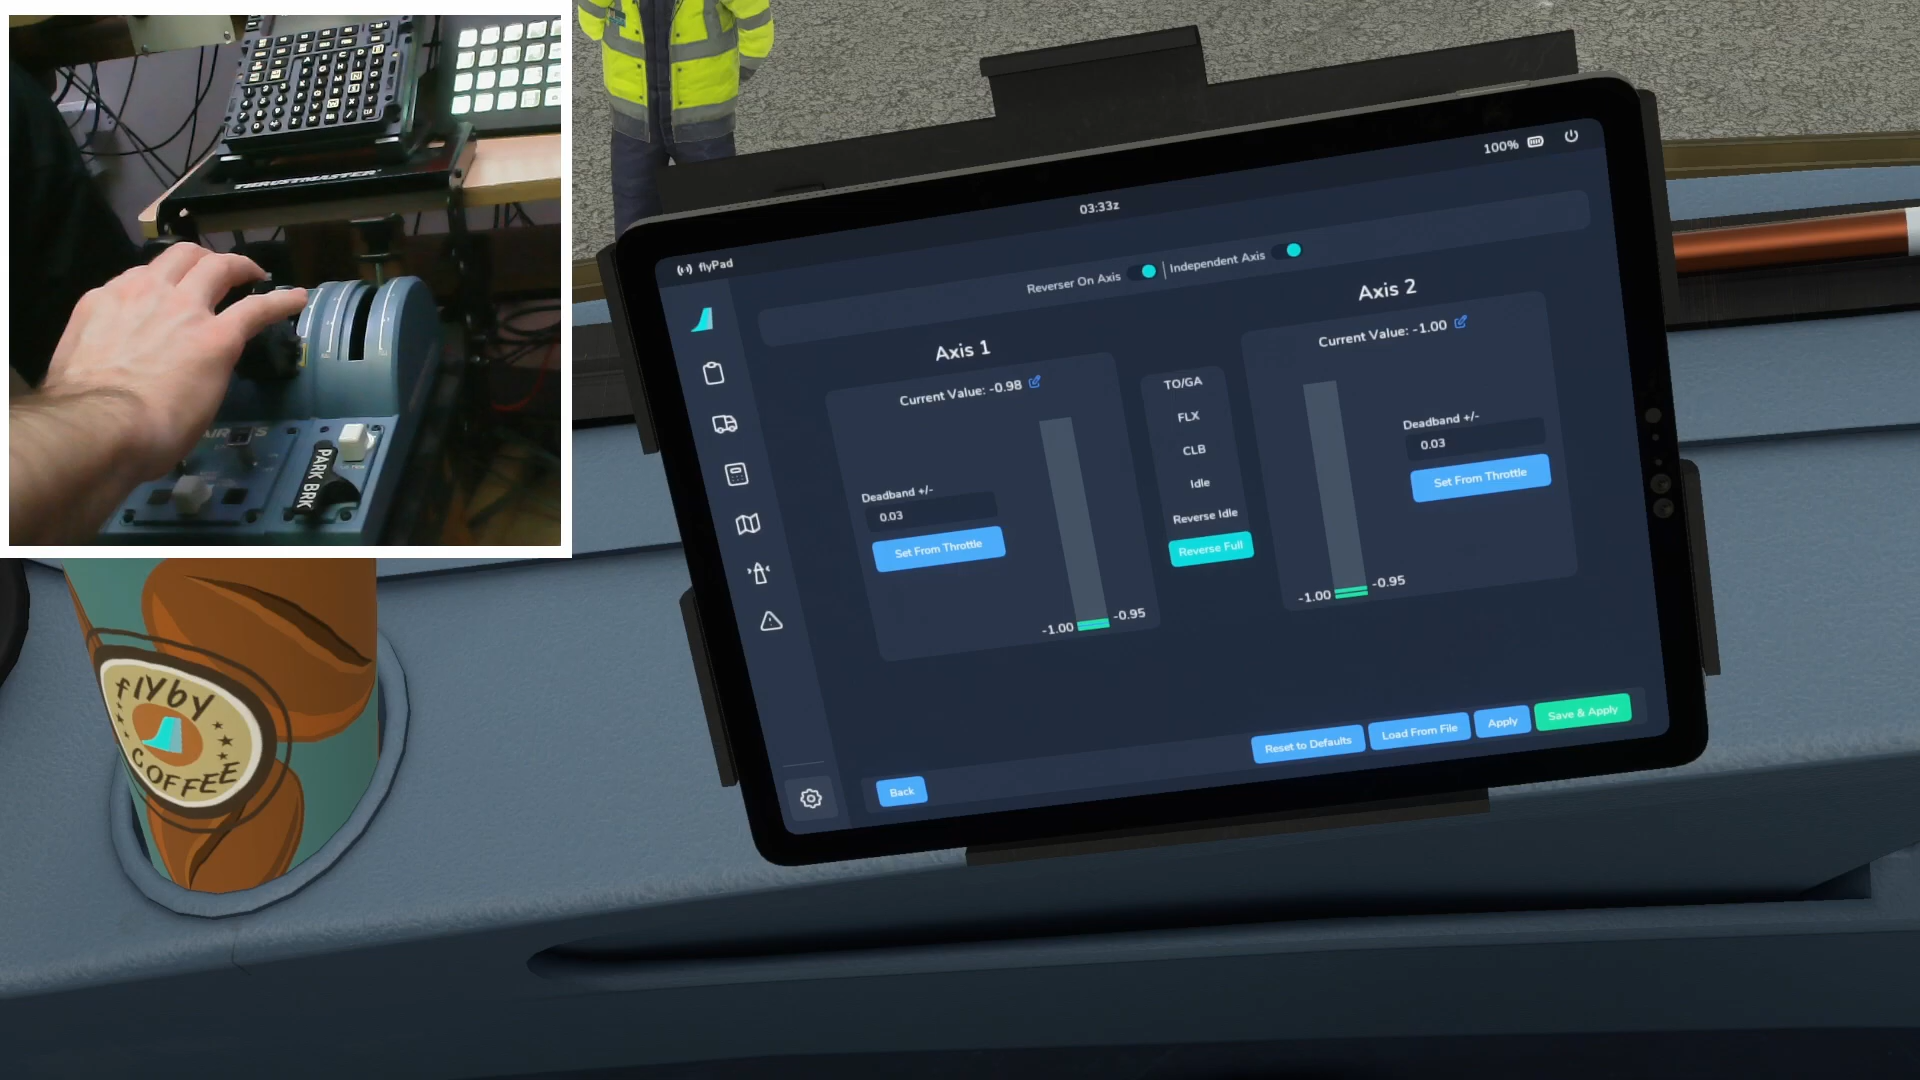 THRUSTMASTER
PARK BRK
flyPad
03:33z
100%
Reverser On Axis
Independent Axis
Axis 1
Current Value: -0.98
Deadband +/-
0.03
Set From Throttle
-1.00
-0.95
TO/GA
FLX
CLB
Idle
Reverse Idle
Reverse Full
Axis 2
Current Value: -1.00
Deadband +/-
0.03
Set From Throttle
-1.00
-0.95
Back
Reset to Defaults
Load From File
Apply
Save & Apply
flyby
COFFEE